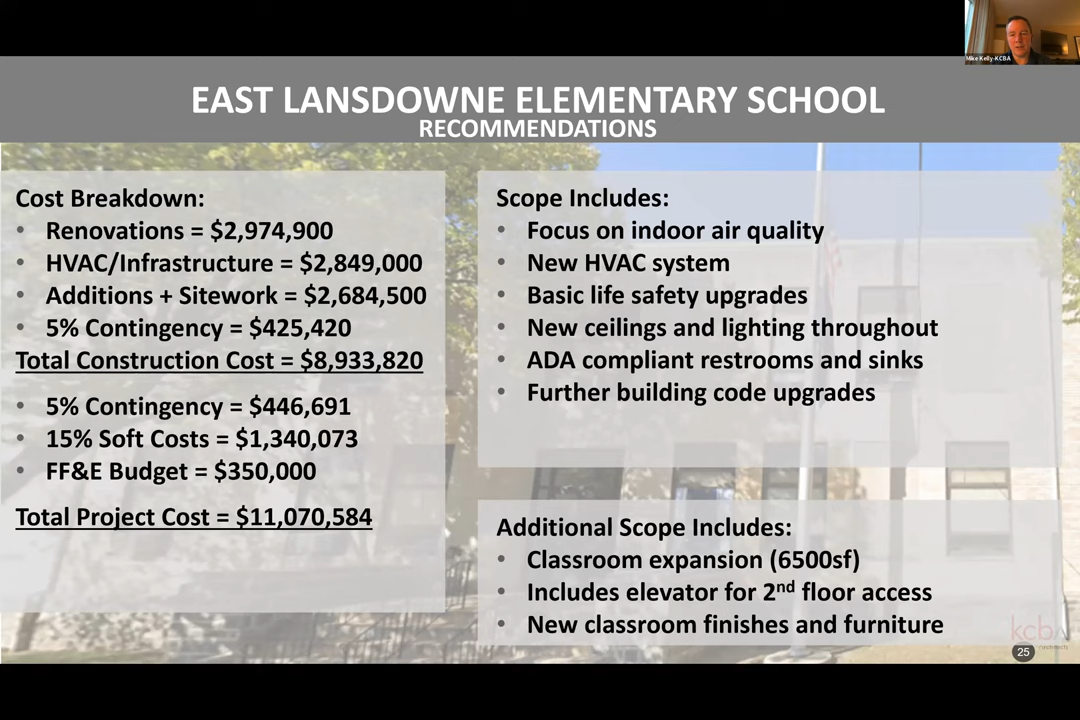 Mike Kelly-KCBA
EAST LANSDOWNE ELEMENTARY SCHOOL
RECOMMENDATIONS
Cost Breakdown:
• Renovations = $2,974,900
• HVAC/Infrastructure = $2,849,000
• Additions + Sitework = $2,684,500
• 5% Contingency = $425,420
Total Construction Cost = $8,933,820
• 5% Contingency = $446,691
• 15% Soft Costs = $1,340,073
• FF&E Budget = $350,000
Total Project Cost = $11,070,584
Scope Includes:
• Focus on indoor air quality
• New HVAC system
• Basic life safety upgrades
• New ceilings and lighting throughout
• ADA compliant restrooms and sinks
• Further building code upgrades
Additional Scope Includes:
• Classroom expansion (6500sf)
• Includes elevator for 2nd floor access
• New classroom finishes and furniture
kcba
25